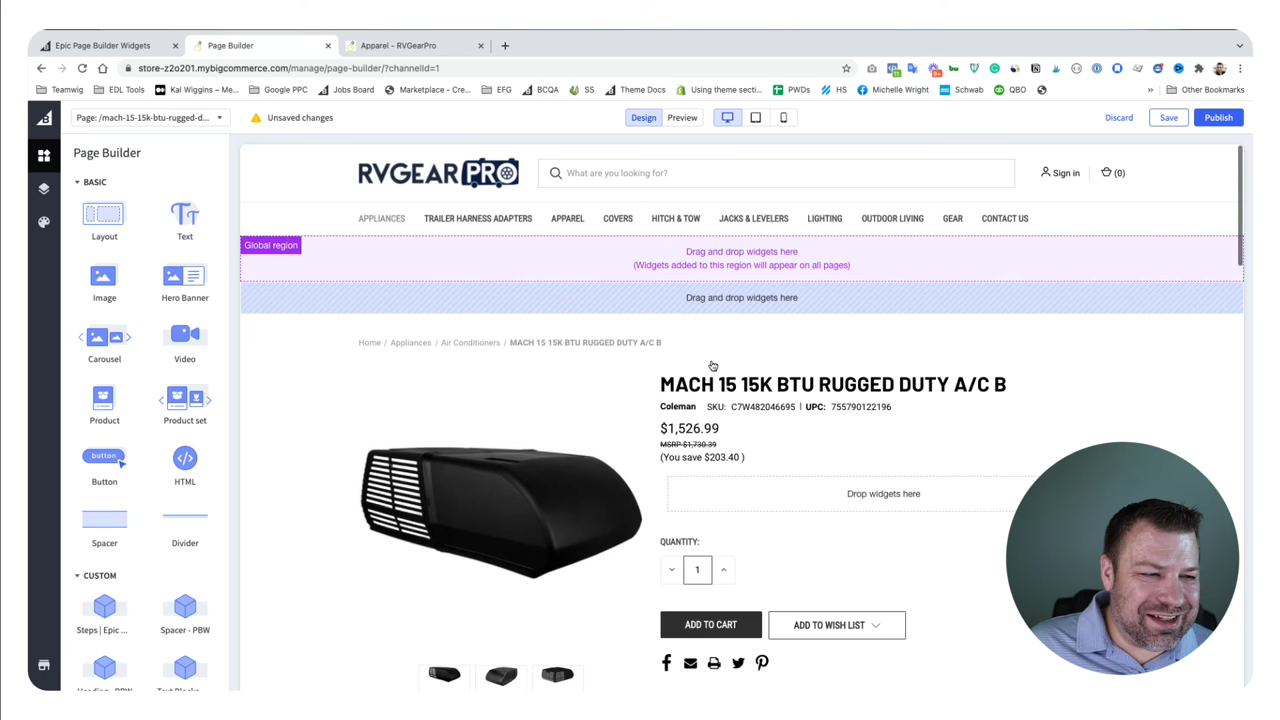 Epic Page Builder Widgets
Page Builder
Apparel - RVGearPro
store-z2o201.mybigcommerce.com/manage/page-builder/?channelId=1
Teamwig
EDL Tools
Kal Wiggins – Me...
Google PPC
Jobs Board
Marketplace - Cre...
EFG
BCQA
SS
Theme Docs
Using theme secti...
PWDs
HS
Michelle Wright
Schwab
QBO
Other Bookmarks
Page: /mach-15-15k-btu-rugged-d...
Unsaved changes
Design
Preview
Discard
Save
Publish
Page Builder
BASIC
Layout
Text
Image
Hero Banner
Carousel
Video
Product
Product set
button
Button
HTML
Spacer
Divider
CUSTOM
Steps | Epic ...
Spacer - PBW
Heading - PBW
Text Blocks...
RVGEAR PRO
What are you looking for?
Sign in
(0)
APPLIANCES
TRAILER HARNESS ADAPTERS
APPAREL
COVERS
HITCH & TOW
JACKS & LEVELERS
LIGHTING
OUTDOOR LIVING
GEAR
CONTACT US
Global region
Drag and drop widgets here
(Widgets added to this region will appear on all pages)
Drag and drop widgets here
Home / Appliances / Air Conditioners / MACH 15 15K BTU RUGGED DUTY A/C B
MACH 15 15K BTU RUGGED DUTY A/C B
Coleman SKU: C7W482046695 | UPC: 755790122196
$1,526.99
MSRP $1,730.39
(You save $203.40 )
Drop widgets here
QUANTITY:
1
ADD TO CART
ADD TO WISH LIST